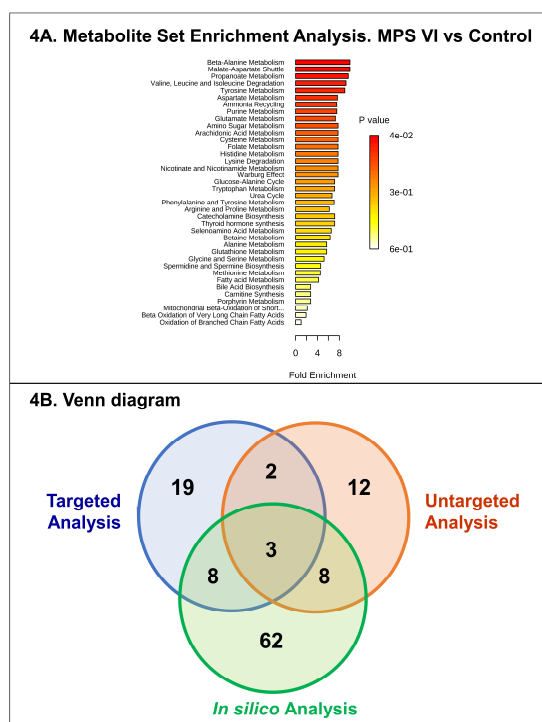 4A. Metabolite Set Enrichment Analysis. MPS VI vs Control
Beta-Alanine Metabolism
Malate-Aspartate Shuttle
Propanoate Metabolism
Valine, Leucine and Isoleucine Degradation
Tyrosine Metabolism
Aspartate Metabolism
Ammonia Recycling
Purine Metabolism
Glutamate Metabolism
Amino Sugar Metabolism
Arachidonic Acid Metabolism
Cysteine Metabolism
Folate Metabolism
Histidine Metabolism
Lysine Degradation
Nicotinate and Nicotinamide Metabolism
Warburg Effect
Glucose-Alanine Cycle
Tryptophan Metabolism
Urea Cycle
Phenylalanine and Tyrosine Metabolism
Arginine and Proline Metabolism
Catecholamine Biosynthesis
Thyroid hormone synthesis
Selenoamino Acid Metabolism
Betaine Metabolism
Alanine Metabolism
Glutathione Metabolism
Glycine and Serine Metabolism
Spermidine and Spermine Biosynthesis
Methionine Metabolism
Fatty acid Metabolism
Bile Acid Biosynthesis
Carnitine Synthesis
Porphyrin Metabolism
Mitochondrial Beta-Oxidation of Short...
Beta Oxidation of Very Long Chain Fatty Acids
Oxidation of Branched Chain Fatty Acids
0 4 8
Fold Enrichment
P value
4e-02
3e-01
6e-01
4B. Venn diagram
Targeted
Analysis
Untargeted
Analysis
19
2
12
3
8
8
62
In silico Analysis